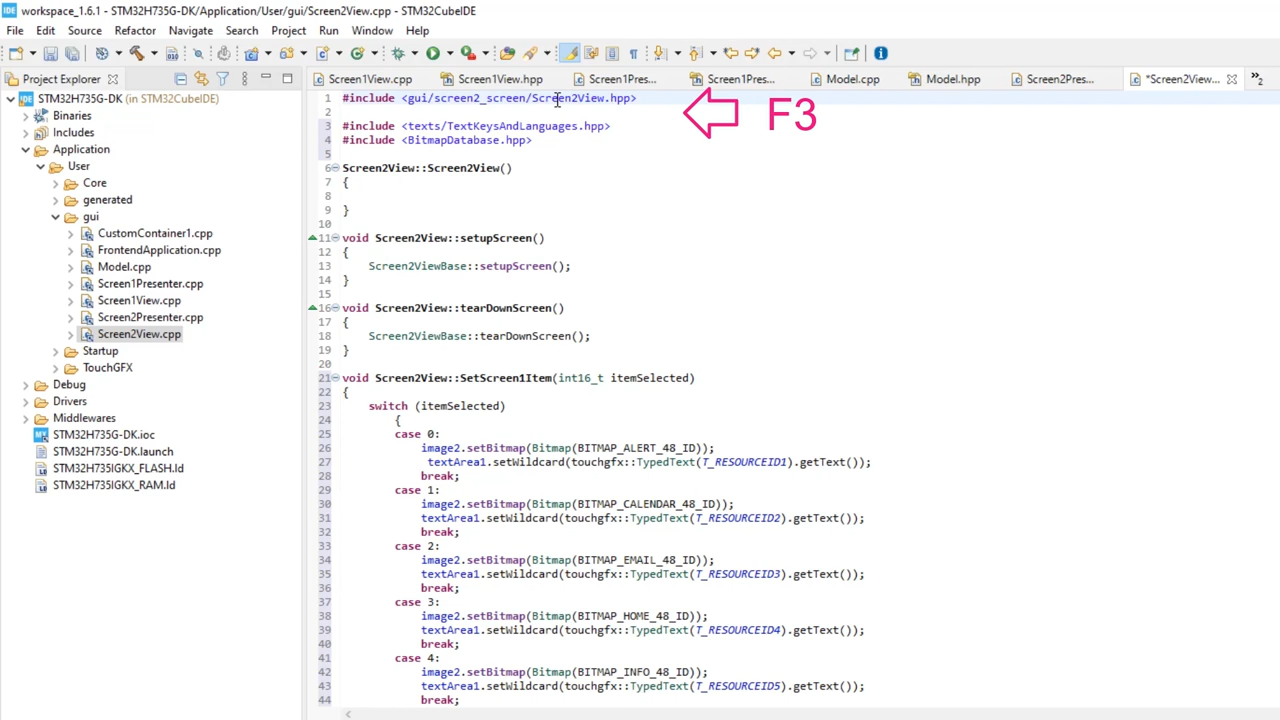 workspace_1.6.1 - STM32H735G-DK/Application/User/gui/Screen2View.cpp - STM32CubeIDE
File Edit Source Refactor Navigate Search Project Run Window Help
Project Explorer
Screen1View.cpp Screen1View.hpp Screen1Pres... Screen1Pres... Model.cpp Model.hpp Screen2Pres... *Screen2View... »2
STM32H735G-DK (in STM32CubeIDE)
Binaries
Includes
Application
User
Core
generated
gui
CustomContainer1.cpp
FrontendApplication.cpp
Model.cpp
Screen1Presenter.cpp
Screen1View.cpp
Screen2Presenter.cpp
Screen2View.cpp
Startup
TouchGFX
Debug
Drivers
Middlewares
STM32H735G-DK.ioc
STM32H735G-DK.launch
STM32H735IGKX_FLASH.ld
STM32H735IGKX_RAM.ld
1 #include <gui/screen2_screen/Screen2View.hpp>
F3
2
3 #include <texts/TextKeysAndLanguages.hpp>
4 #include <BitmapDatabase.hpp>
5
6 Screen2View::Screen2View()
7 {
8
9 }
10
11 void Screen2View::setupScreen()
12 {
13 Screen2ViewBase::setupScreen();
14 }
15
16 void Screen2View::tearDownScreen()
17 {
18 Screen2ViewBase::tearDownScreen();
19 }
20
21 void Screen2View::SetScreen1Item(int16_t itemSelected)
22 {
23 switch (itemSelected)
24 {
25 case 0:
26 image2.setBitmap(Bitmap(BITMAP_ALERT_48_ID));
27 textArea1.setWildcard(touchgfx::TypedText(T_RESOURCEID1).getText());
28 break;
29 case 1:
30 image2.setBitmap(Bitmap(BITMAP_CALENDAR_48_ID));
31 textArea1.setWildcard(touchgfx::TypedText(T_RESOURCEID2).getText());
32 break;
33 case 2:
34 image2.setBitmap(Bitmap(BITMAP_EMAIL_48_ID));
35 textArea1.setWildcard(touchgfx::TypedText(T_RESOURCEID3).getText());
36 break;
37 case 3:
38 image2.setBitmap(Bitmap(BITMAP_HOME_48_ID));
39 textArea1.setWildcard(touchgfx::TypedText(T_RESOURCEID4).getText());
40 break;
41 case 4:
42 image2.setBitmap(Bitmap(BITMAP_INFO_48_ID));
43 textArea1.setWildcard(touchgfx::TypedText(T_RESOURCEID5).getText());
44 break;